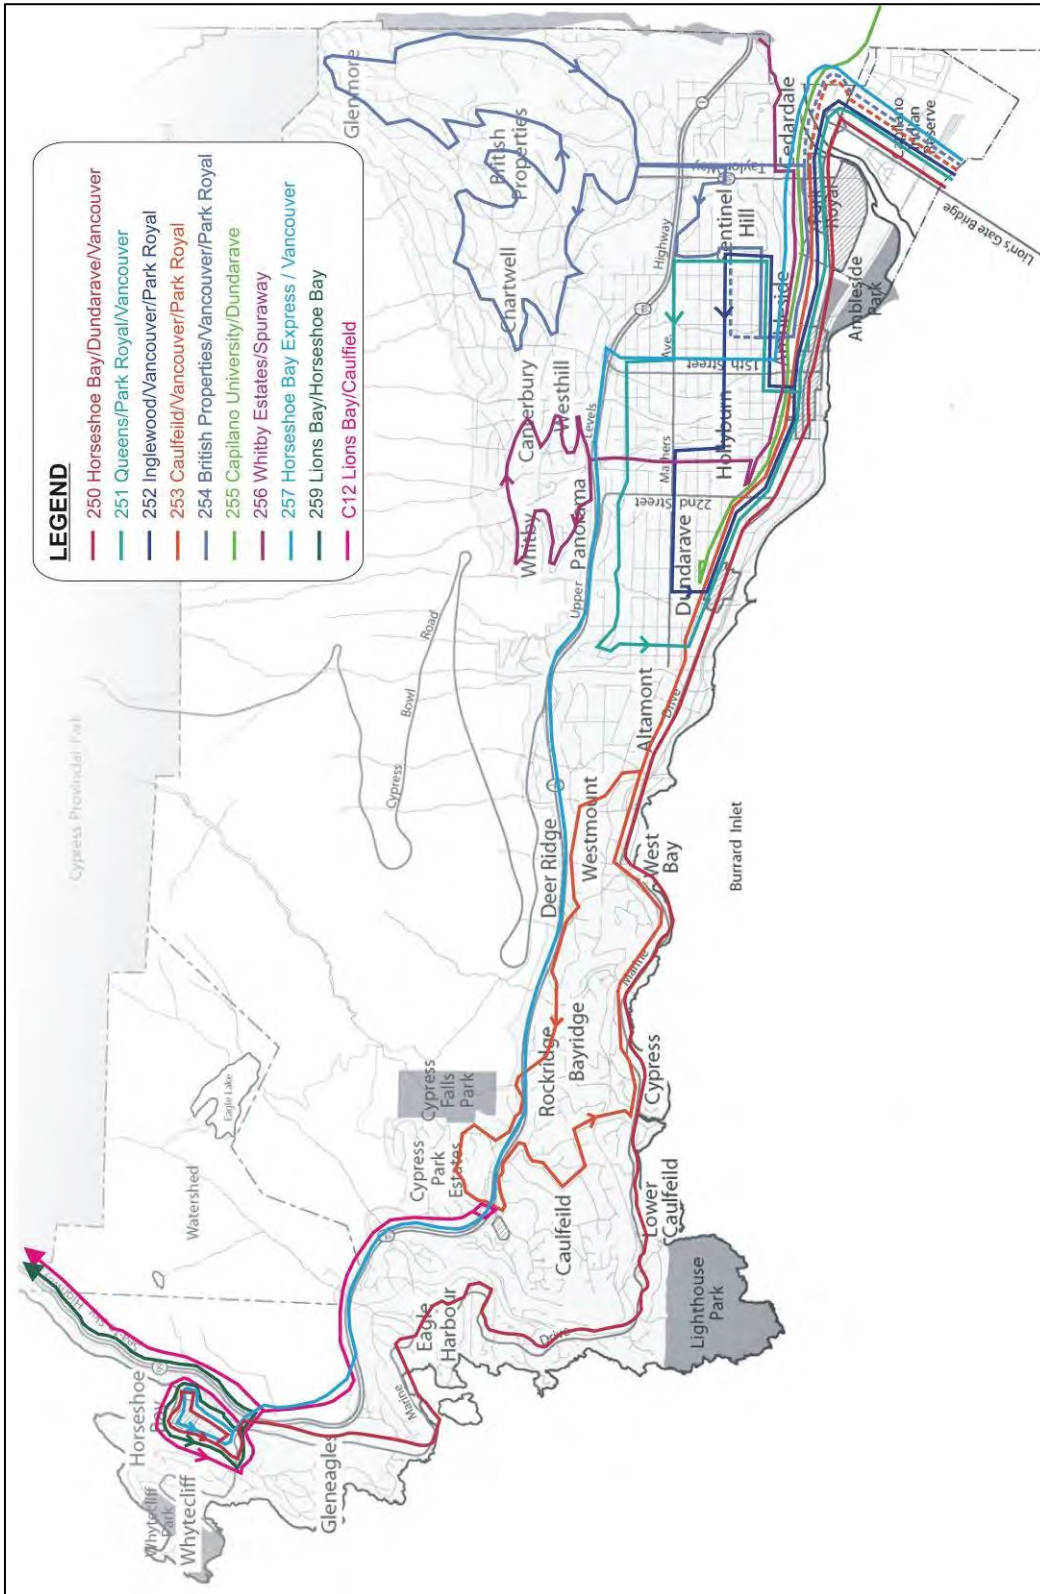 LEGEND
250 Horseshoe Bay/Dundarave/Vancouver
251 Queens/Park Royal/Vancouver
252 Inglewood/Vancouver/Park Royal
253 Caulfeild/Vancouver/Park Royal
254 British Properties/Vancouver/Park Royal
255 Capilano University/Dundarave
256 Whitby Estates/Spuraway
257 Horseshoe Bay Express / Vancouver
259 Lions Bay/Horseshoe Bay
C12 Lions Bay/Caulfield
Cypress Provincial Park
Glenmore
British
Properties
Chartwell
Canterbury
Westhill
Whitby
Panorama
Upper
Levels
Highway
1
Taylor Way
Cedardale
Capilano
Indian
Reserve
Park
Royal
Sentinel
Hill
Ambleside
Ambleside
Park
Lion's Gate Bridge
Ave.
15th Street
Mathers
Hollyburn
22nd Street
Dundarave
Altamont
Drive
Cypress
Bowl
Road
Deer Ridge
Westmount
West
Bay
Burrard Inlet
Marine
Rockridge
Bayridge
Cypress
Cypress
Falls
Park
Cypress
Park
Estates
Eagle Lake
Watershed
Caulfeild
Lower
Caulfeild
Lighthouse
Park
Eagle
Harbour
Drive
Marine
Gleneagles
Horseshoe
Bay
99
Whytecliff
Park
Whytecliff